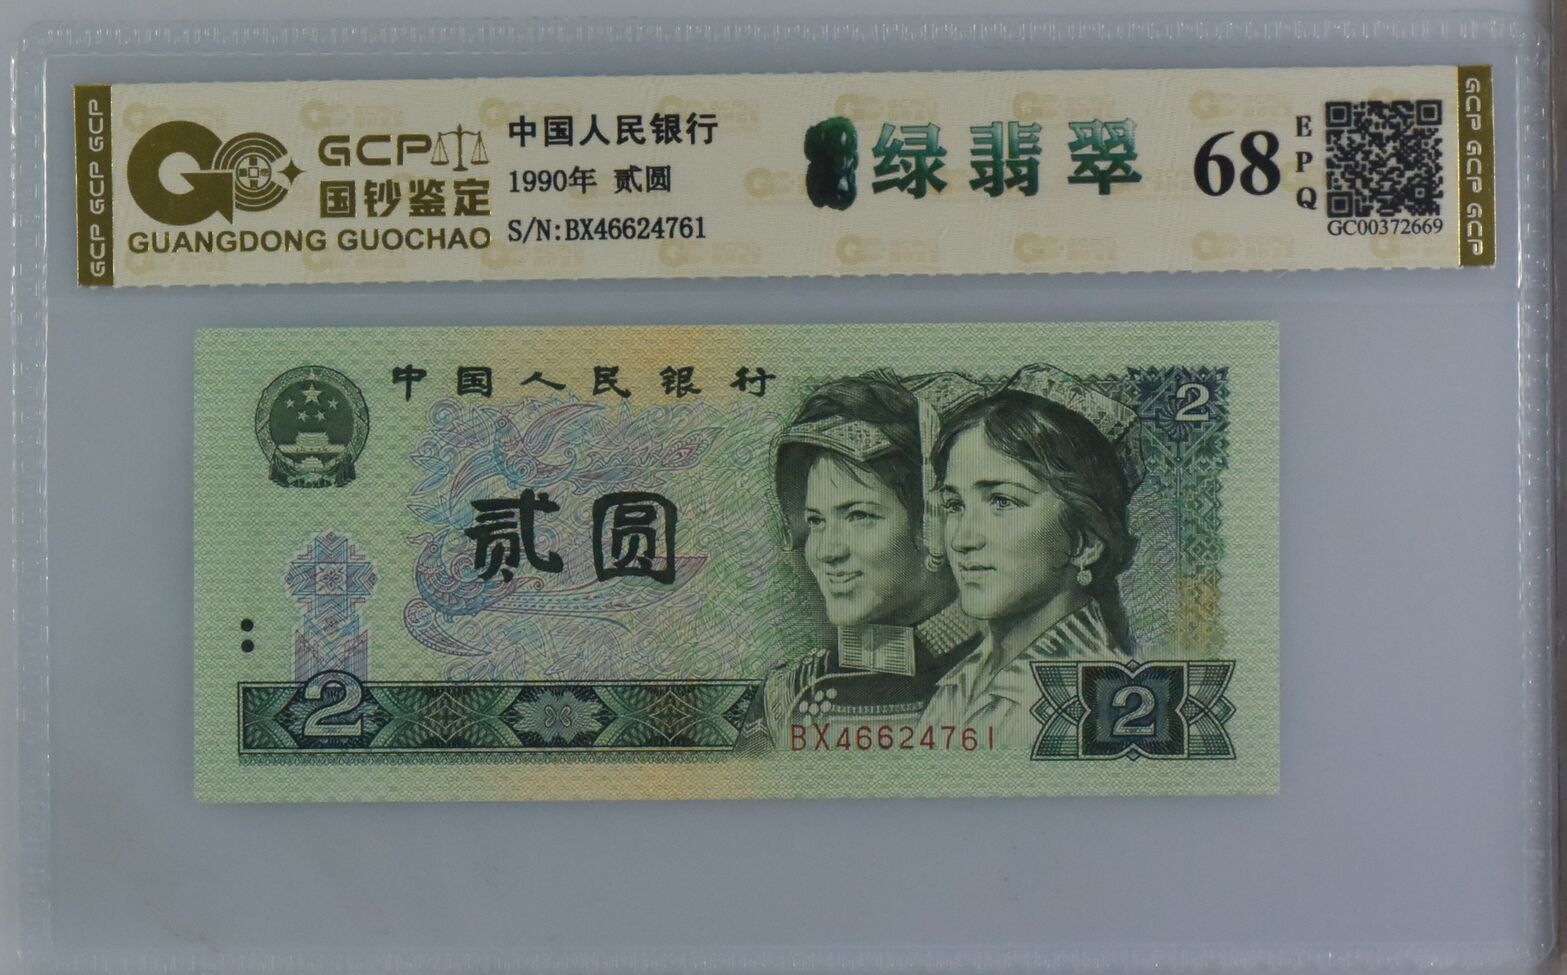 GCP GCP GCP
GCP
国钞鉴定
GUANGDONG GUOCHAO
中国人民银行
1990年 贰圆
S/N:BX46624761
绿翡翠
68
EPQ
GC00372669
GCP GCP GCP
中国人民银行
2
贰圆
2
BX46624761
2